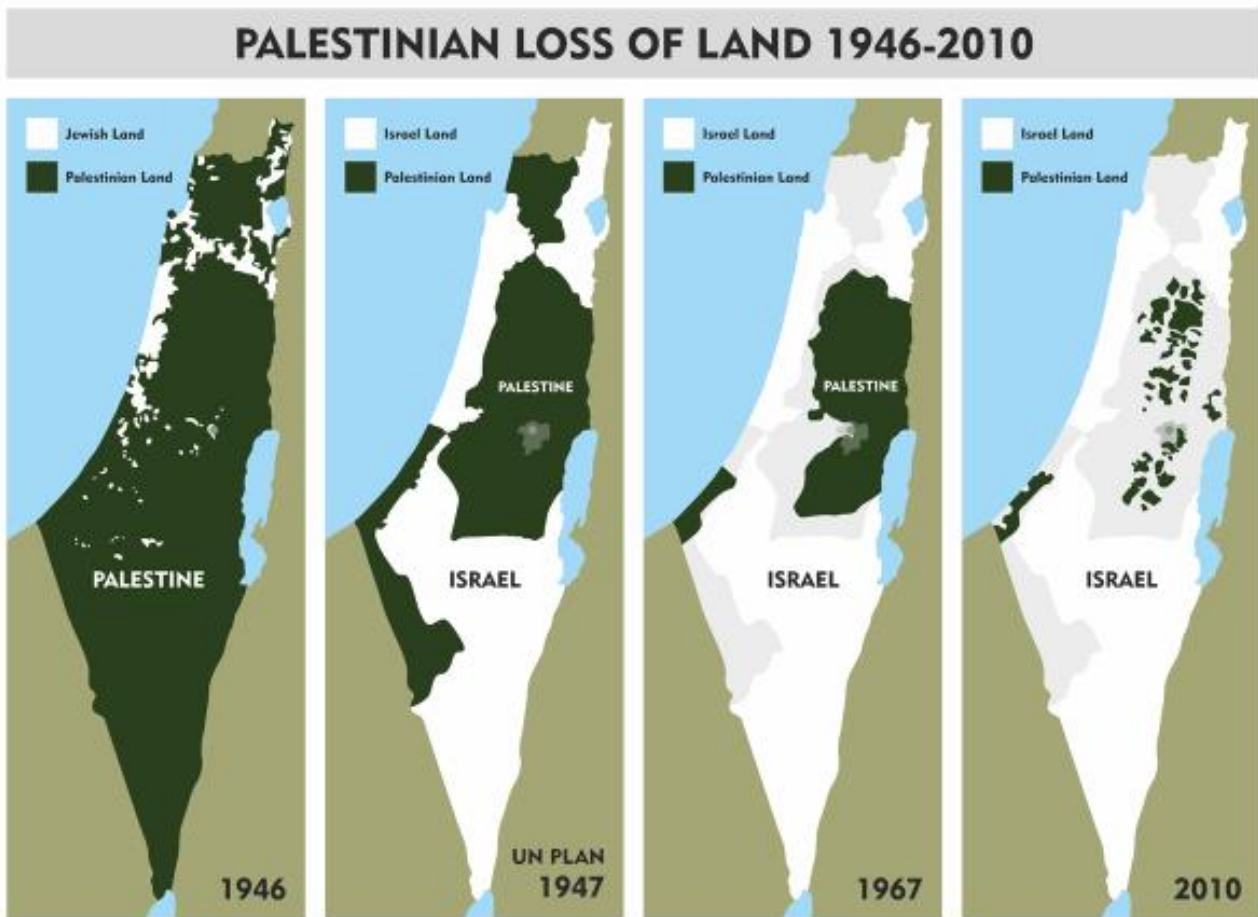 PALESTINIAN LOSS OF LAND 1946-2010
Jewish Land
Palestinian Land
PALESTINE
1946
Israel Land
Palestinian Land
PALESTINE
ISRAEL
UN PLAN
1947
Israel Land
Palestinian Land
PALESTINE
ISRAEL
1967
Israel Land
Palestinian Land
ISRAEL
2010